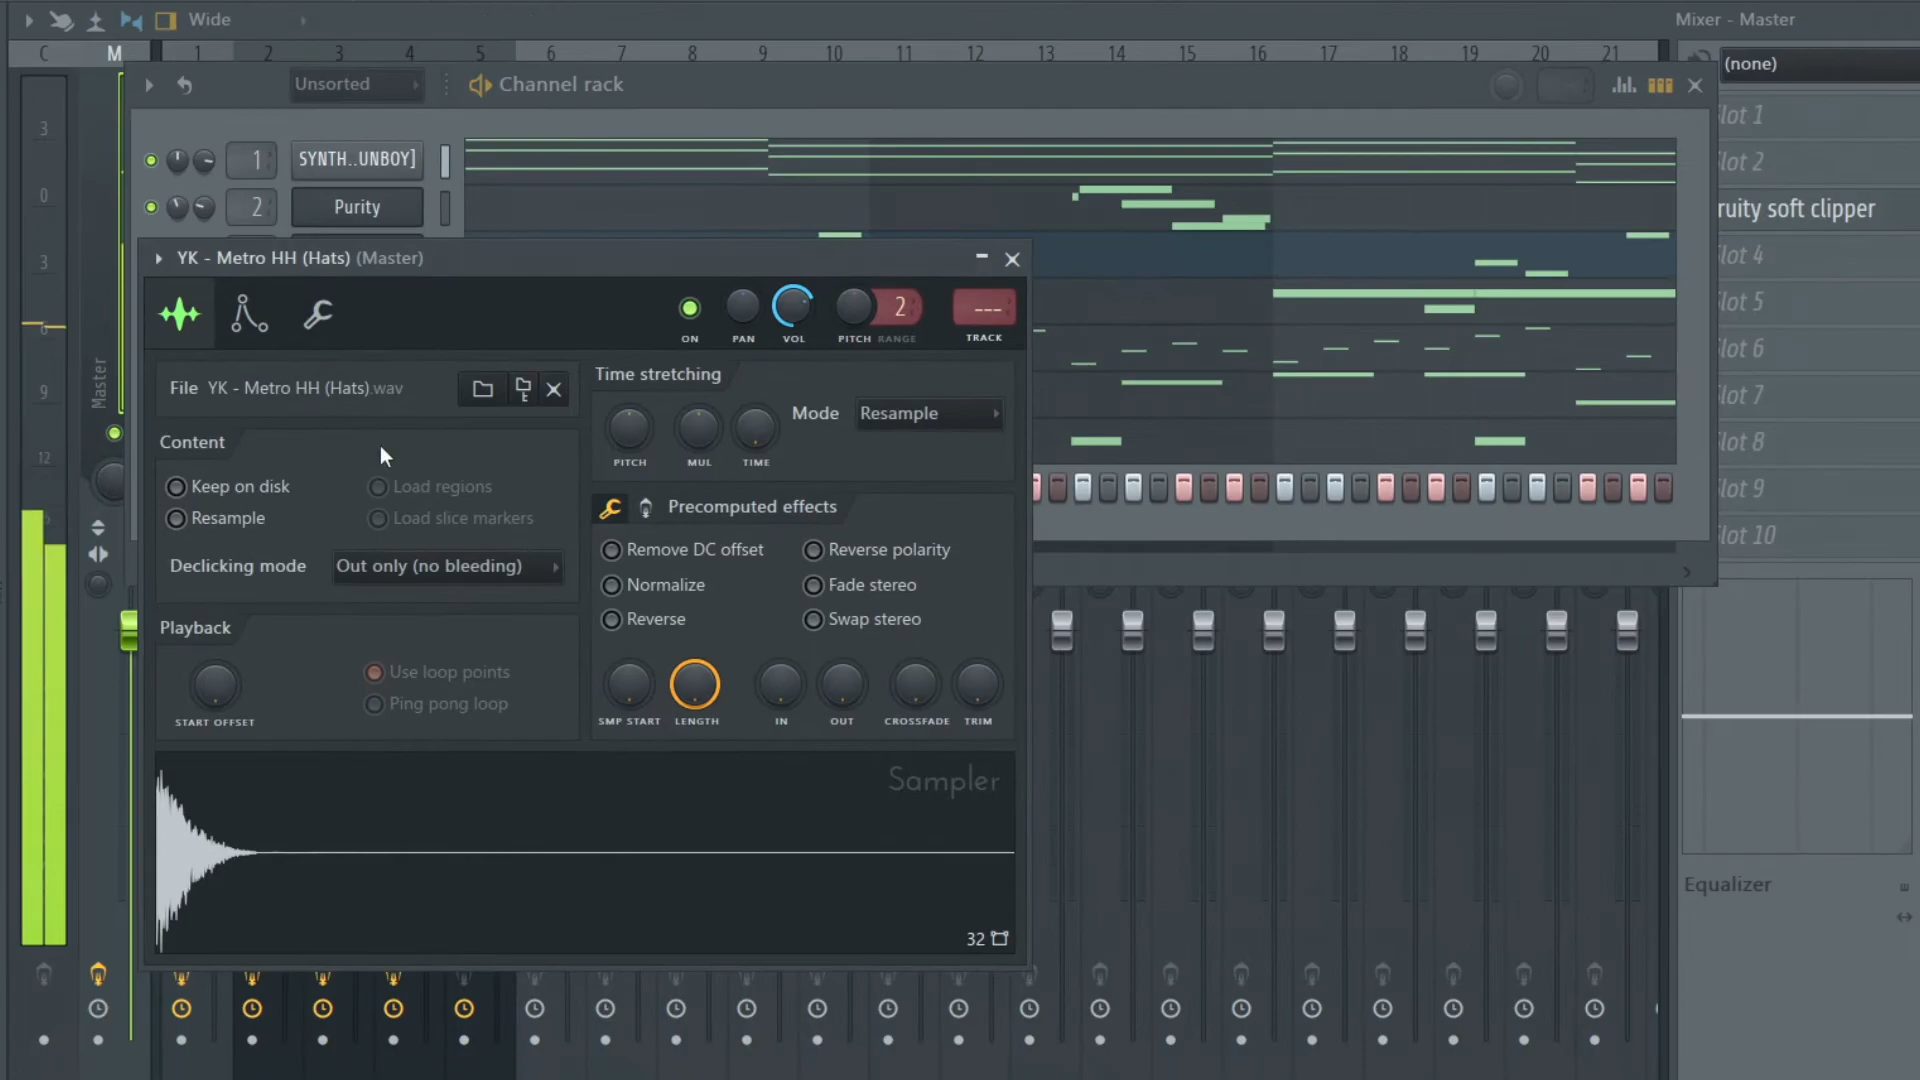 Wide
Mixer - Master
C M 1 2 3 4 5 6 7 8 9 10 11 12 13 14 15 16 17 18 19 20 21
(none)
Unsorted
Channel rack
lot 1
1 SYNTH..UNBOY]
lot 2
2 Purity
ruity soft clipper
YK - Metro HH (Hats) (Master)
lot 4
lot 5
2
---
ON PAN VOL PITCH RANGE TRACK
lot 6
File YK - Metro HH (Hats).wav
Time stretching
lot 7
Mode Resample
Content
PITCH MUL TIME
lot 8
Keep on disk
Load regions
lot 9
Resample
Load slice markers
Precomputed effects
lot 10
Declicking mode Out only (no bleeding)
Remove DC offset
Reverse polarity
Normalize
Fade stereo
Reverse
Swap stereo
Playback
Use loop points
Ping pong loop
START OFFSET
SMP START LENGTH IN OUT CROSSFADE TRIM
Sampler
32
Equalizer
Master
3
0
3
6
9
12